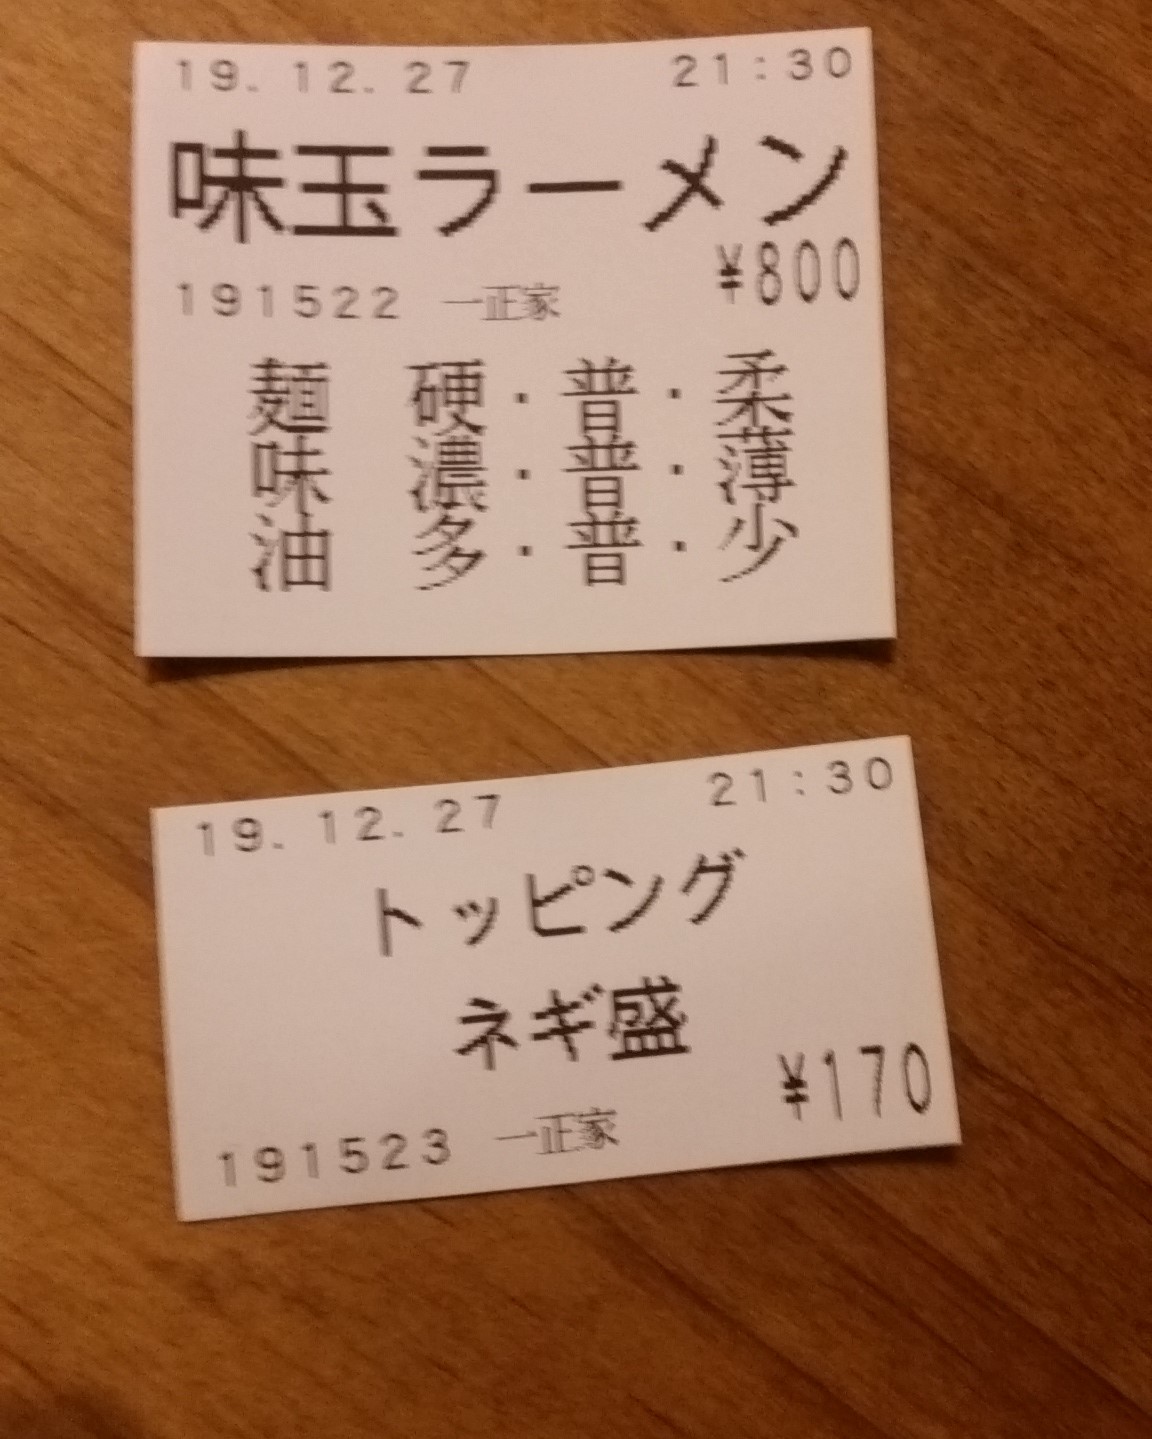 19. 12. 27 21:30
味玉ラーメン
¥800
191522 一正家
麺 硬・普・柔
味 濃・普・薄
油 多・普・少
19. 12. 27 21:30
トッピング
ネギ盛
¥170
191523 一正家